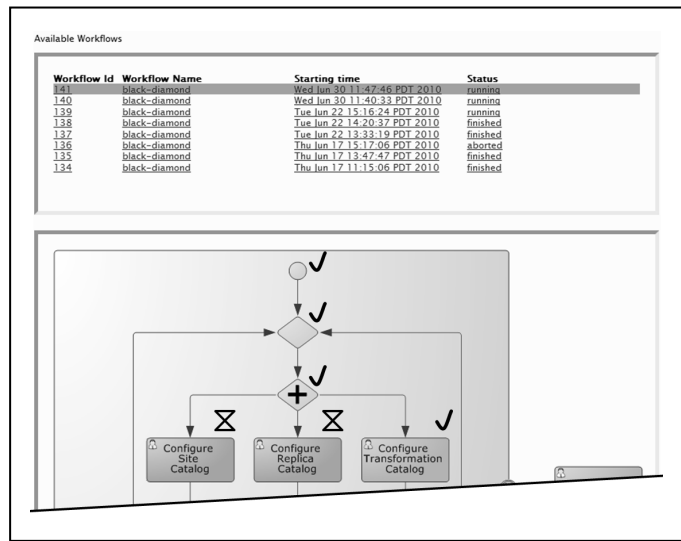 Available Workflows
Workflow Id Workflow Name Starting time Status
141 black-diamond Wed Jun 30 11:47:46 PDT 2010 running
140 black-diamond Wed Jun 30 11:40:33 PDT 2010 running
139 black-diamond Tue Jun 22 15:16:24 PDT 2010 running
138 black-diamond Tue Jun 22 14:20:37 PDT 2010 finished
137 black-diamond Tue Jun 22 13:33:19 PDT 2010 finished
136 black-diamond Thu Jun 17 15:17:06 PDT 2010 aborted
135 black-diamond Thu Jun 17 13:47:47 PDT 2010 finished
134 black-diamond Thu Jun 17 11:15:06 PDT 2010 finished
Configure Site Catalog
Configure Replica Catalog
Configure Transformation Catalog